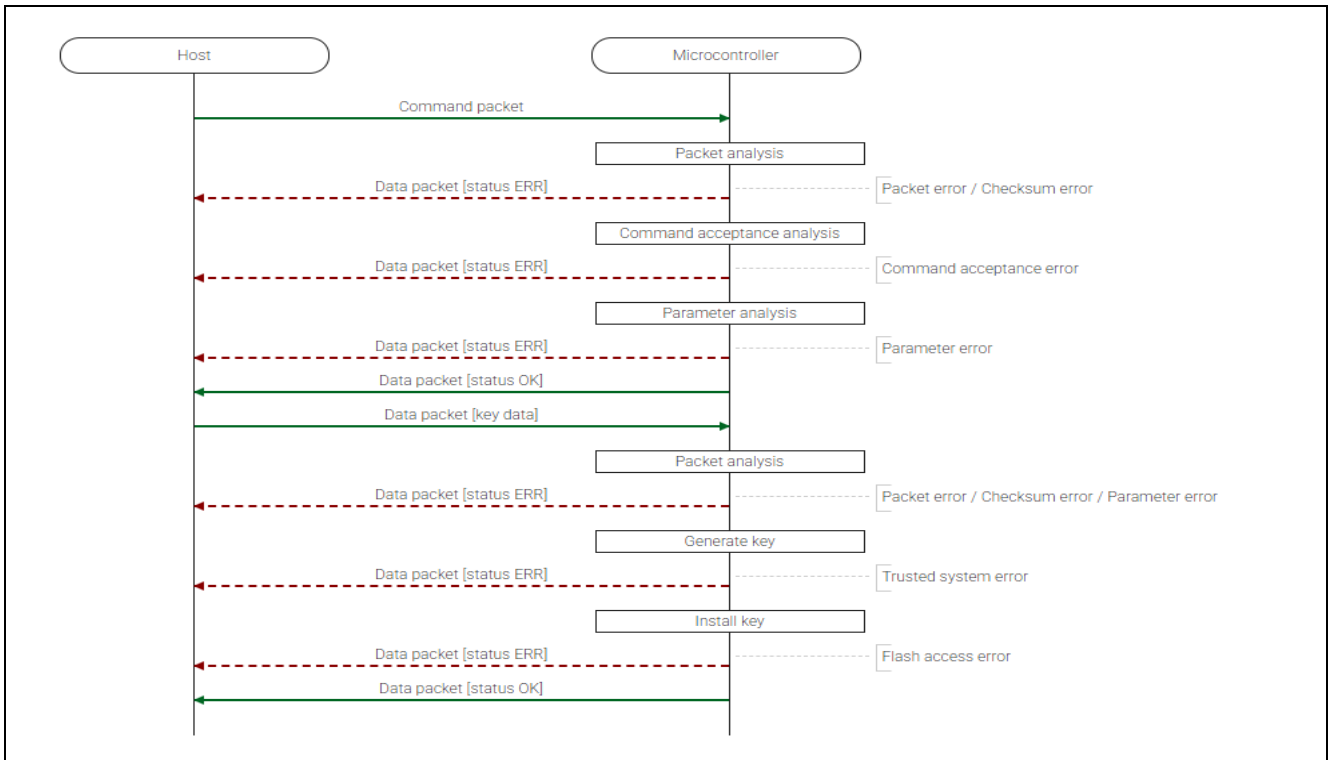 Host
Microcontroller
Command packet
Packet analysis
Data packet [status ERR]
Packet error / Checksum error
Command acceptance analysis
Data packet [status ERR]
Command acceptance error
Parameter analysis
Data packet [status ERR]
Parameter error
Data packet [status OK]
Data packet [key data]
Packet analysis
Data packet [status ERR]
Packet error / Checksum error / Parameter error
Generate key
Data packet [status ERR]
Trusted system error
Install key
Data packet [status ERR]
Flash access error
Data packet [status OK]